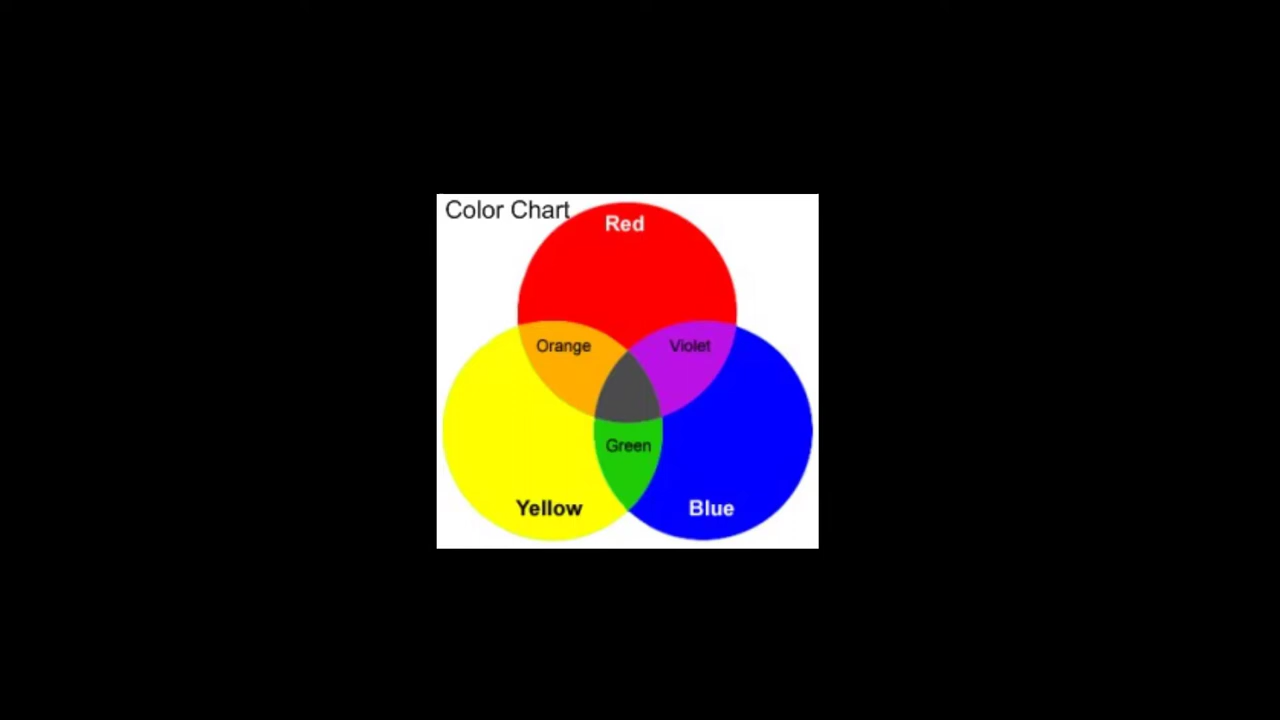 Color Chart
Red
Orange
Violet
Green
Yellow
Blue